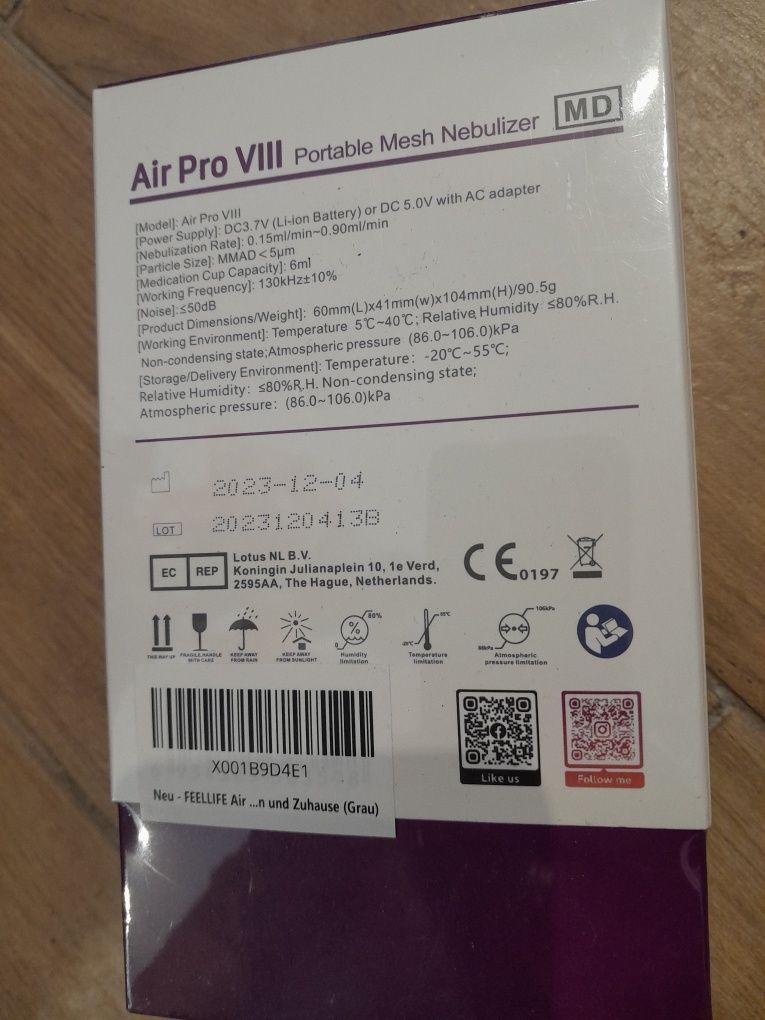 Air Pro VIII Portable Mesh Nebulizer MD
[Model]: Air Pro VIII
[Power Supply]: DC3.7V (Li-ion Battery) or DC 5.0V with AC adapter
[Nebulization Rate]: 0.15ml/min~0.90ml/min
[Particle Size]: MMAD<5μm
[Medication Cup Capacity]: 6ml
[Working Frequency]: 130kHz±10%
[Noise]:≤50dB
[Product Dimensions/Weight]: 60mm(L)x41mm(w)x104mm(H)/90.5g
[Working Environment]: Temperature 5℃~40℃; Relative Humidity ≤80%R.H.
Non-condensing state;Atmospheric pressure (86.0~106.0)kPa
[Storage/Delivery Environment]: Temperature: -20℃~55℃;
Relative Humidity: ≤80%R.H. Non-condensing state;
Atmospheric pressure: (86.0~106.0)kPa
2023-12-04
LOT 2023120413B
EC REP
Lotus NL B.V.
Koningin Julianaplein 10, 1e Verd,
2595AA, The Hague, Netherlands.
CE 0197
THIS WAY UP
FRAGILE,HANDLE
WITH CARE
KEEP AWAY
FROM RAIN
KEEP AWAY
FROM SUNLIGHT
0 % 80%
Humidity
limitation
-20℃ 55℃
Temperature
limitation
86kPa 106kPa
Atmospheric
pressure limitation
X001B9D4E1
Neu - FEELLIFE Air ...n und Zuhause (Grau)
Like us
Follow me